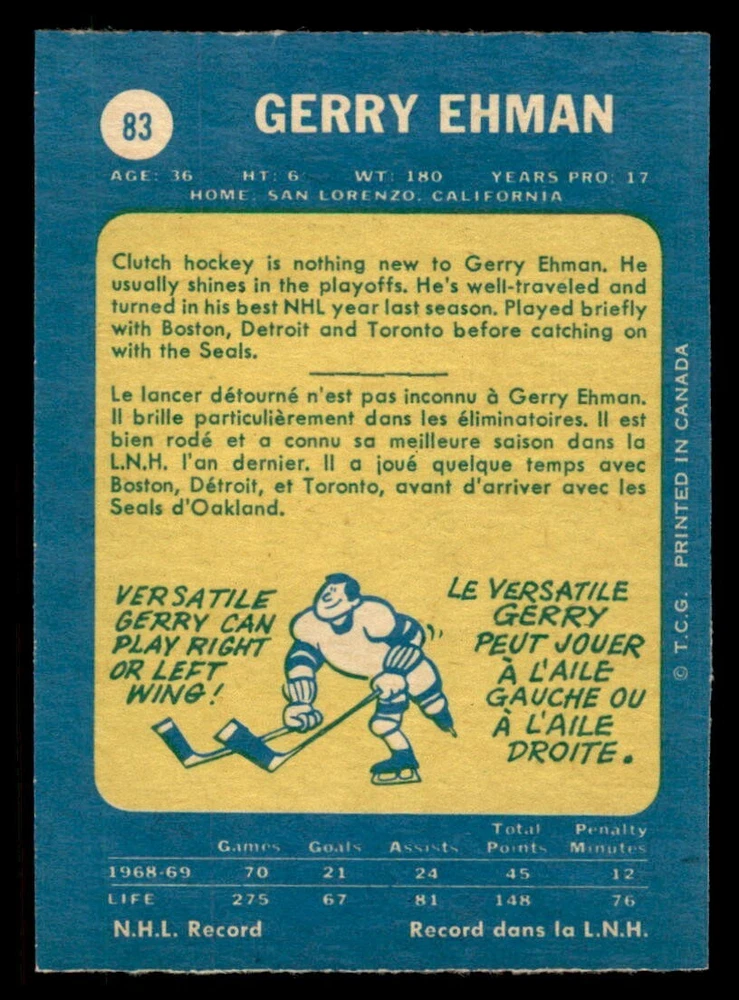 83
GERRY EHMAN
AGE: 36 HT: 6 WT: 180 YEARS PRO: 17
HOME: SAN LORENZO, CALIFORNIA
Clutch hockey is nothing new to Gerry Ehman. He
usually shines in the playoffs. He's well-traveled and
turned in his best NHL year last season. Played briefly
with Boston, Detroit and Toronto before catching on
with the Seals.
Le lancer détourné n'est pas inconnu à Gerry Ehman.
Il brille particulièrement dans les éliminatoires. Il est
bien rodé et a connu sa meilleure saison dans la
L.N.H. l'an dernier. Il a joué quelque temps avec
Boston, Détroit, et Toronto, avant d'arriver avec les
Seals d'Oakland.
VERSATILE
GERRY CAN
PLAY RIGHT
OR LEFT
WING!
LE VERSATILE
GERRY
PEUT JOUER
À L'AILE
GAUCHE OU
À L'AILE
DROITE.
© T.C.G. PRINTED IN CANADA
Games Goals Assists Total Points Penalty Minutes
1968-69 70 21 24 45 12
LIFE 275 67 81 148 76
N.H.L. Record Record dans la L.N.H.